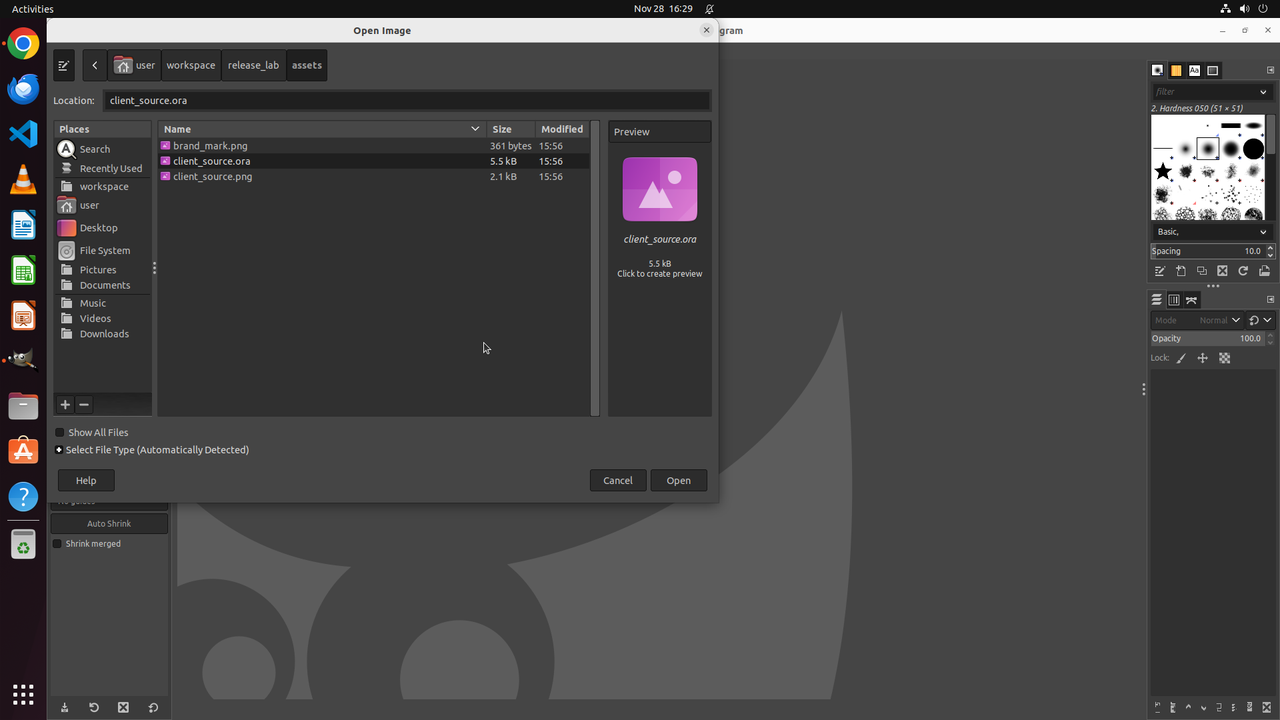 Activities
Nov 28 16:29
Open Image
gram
user
workspace
release_lab
assets
Location:
client_source.ora
Places
Search
Recently Used
workspace
user
Desktop
File System
Pictures
Documents
Music
Videos
Downloads
Name
Size
Modified
brand_mark.png
361 bytes
15:56
client_source.ora
5.5 kB
15:56
client_source.png
2.1 kB
15:56
Preview
client_source.ora
5.5 kB
Click to create preview
Show All Files
Select File Type (Automatically Detected)
Help
Cancel
Open
Auto Shrink
Shrink merged
Aa
filter
2. Hardness 050 (51 × 51)
Basic,
Spacing
10.0
Mode
Normal
Opacity
100.0
Lock: